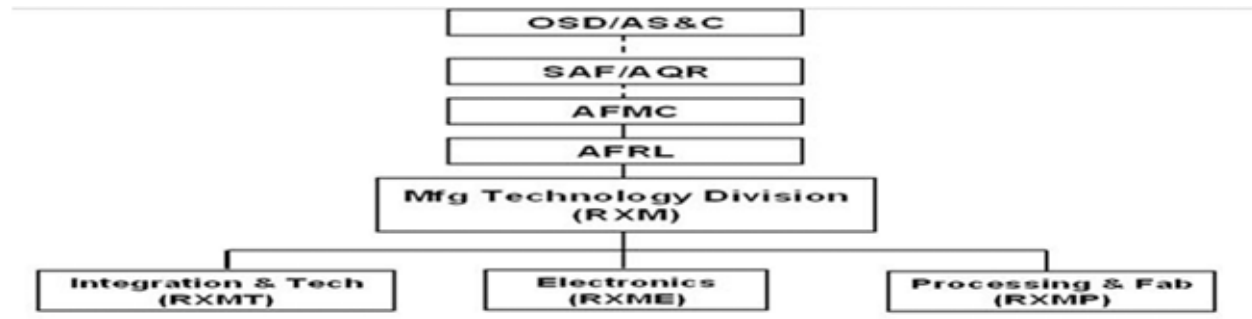 OSD/AS&C
SAF/AQR
AFMC
AFRL
Mfg Technology Division
(RXM)
Integration & Tech
(RXMT)
Electronics
(RXME)
Processing & Fab
(RXMP)